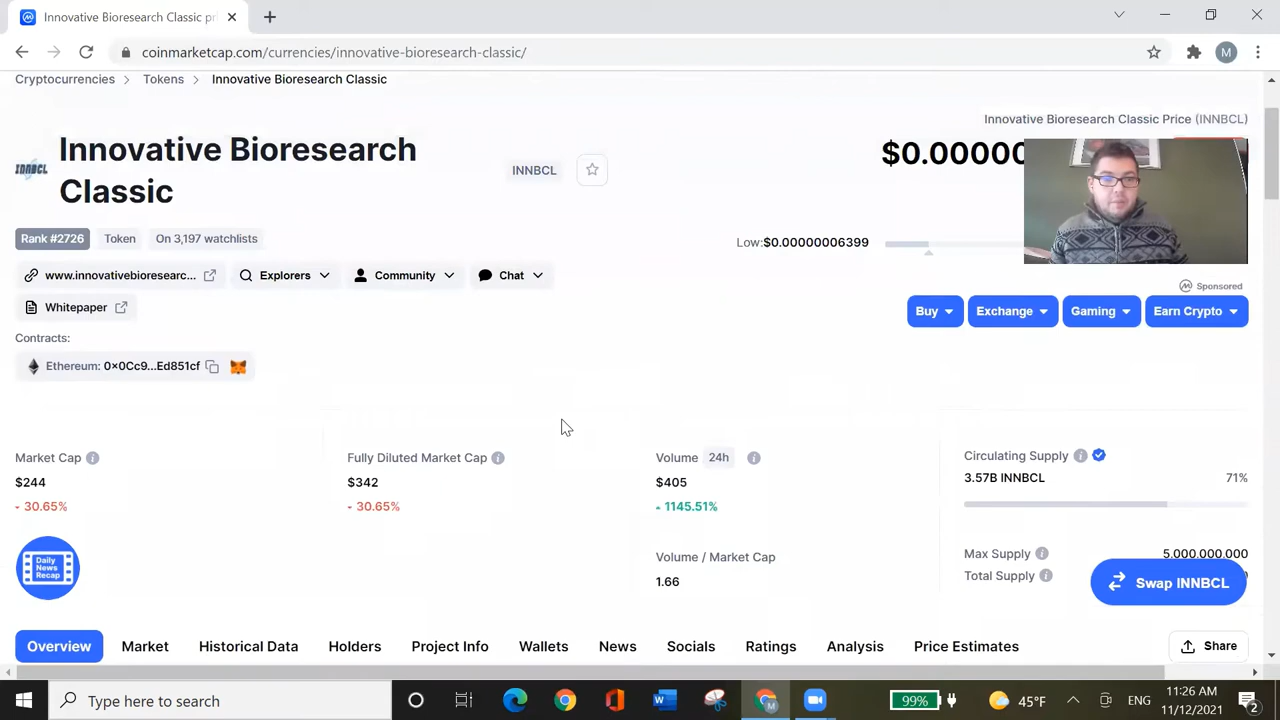 Innovative Bioresearch Classic pr
coinmarketcap.com/currencies/innovative-bioresearch-classic/
M
Cryptocurrencies > Tokens > Innovative Bioresearch Classic
Innovative Bioresearch Classic Price (INNBCL)
INNBCL
Innovative Bioresearch
Classic
INNBCL
$0.00000
Rank #2726 Token On 3,197 watchlists
Low:$0.00000006399
www.innovativebioresearc... Explorers Community Chat
Sponsored
Whitepaper
Buy Exchange Gaming Earn Crypto
Contracts:
Ethereum: 0x0Cc9...Ed851cf
Market Cap Fully Diluted Market Cap Volume 24h Circulating Supply
$244 $342 $405 3.57B INNBCL 71%
30.65% 30.65% 1145.51%
Daily
News
Recap
Volume / Market Cap
1.66
Max Supply 5,000,000,000
Total Supply
Swap INNBCL
Overview Market Historical Data Holders Project Info Wallets News Socials Ratings Analysis Price Estimates Share
Type here to search
99% 45°F ENG
11:26 AM
11/12/2021
2